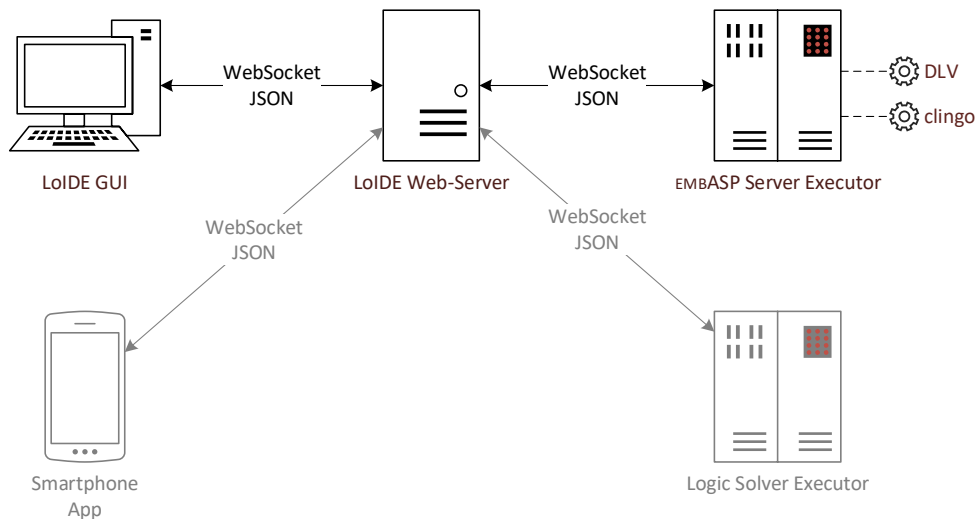 WebSocket
JSON
WebSocket
JSON
DLV
clingo
LoIDE GUI
LoIDE Web-Server
EMBASP Server Executor
WebSocket
JSON
WebSocket
JSON
Smartphone
App
Logic Solver Executor